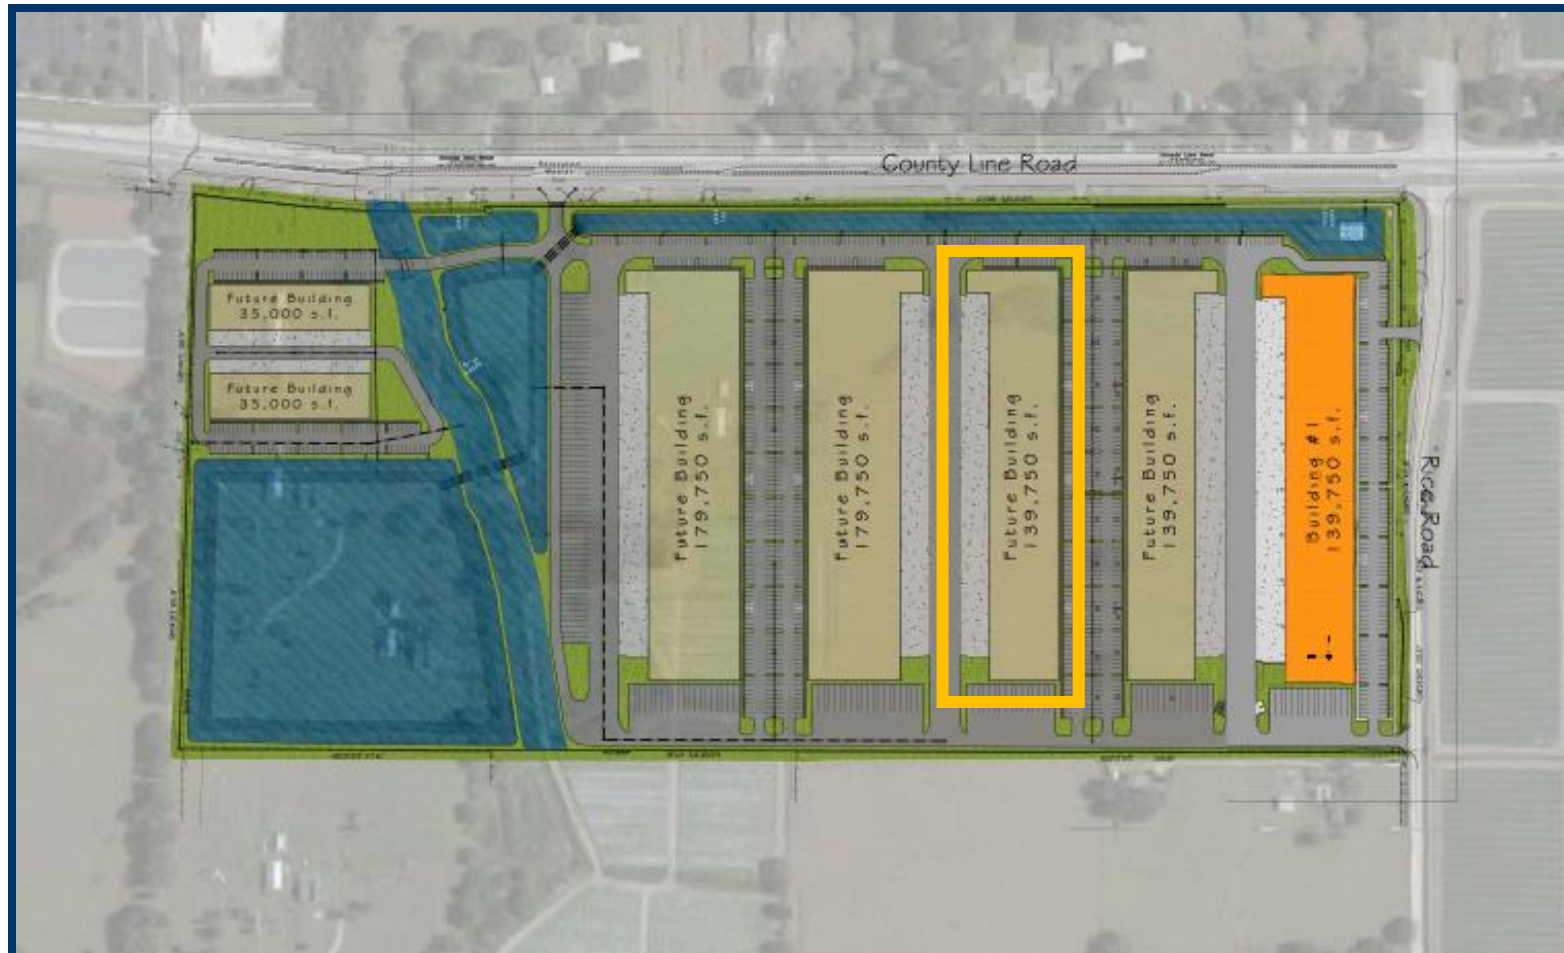 County Line Road
Future Building
35,000 s.f.
Future Building
35,000 s.f.
Future Building
179,750 s.f.
Future Building
179,750 s.f.
Future Building
139,750 s.f.
Future Building
139,750 s.f.
Building #1
139,750 s.f.
Rice Road